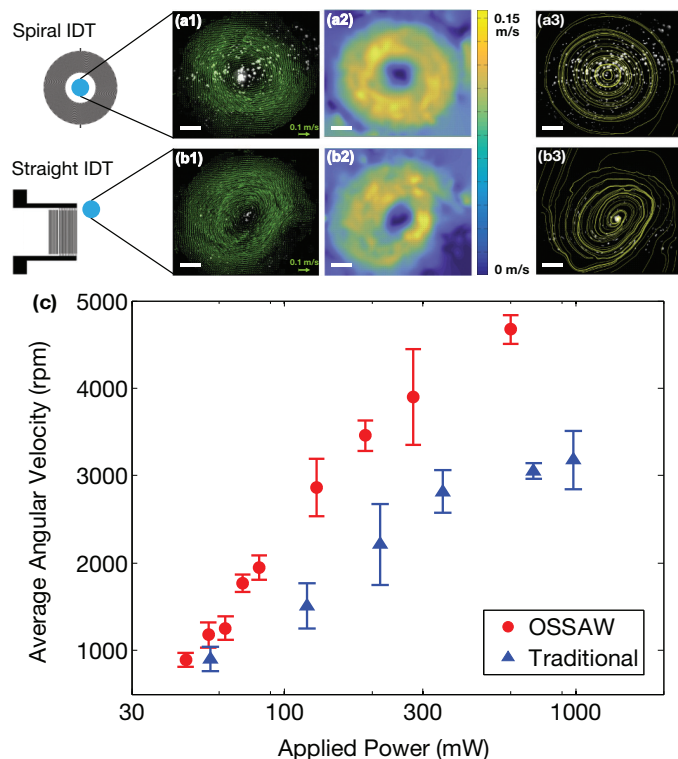 Spiral IDT
(a1)
0.1 m/s
(a2)
0.15
m/s
0 m/s
(a3)
Straight IDT
(b1)
0.1 m/s
(b2)
(b3)
(c)
Average Angular Velocity (rpm)
5000
4000
3000
2000
1000
OSSAW
Traditional
30
100
300
1000
Applied Power (mW)